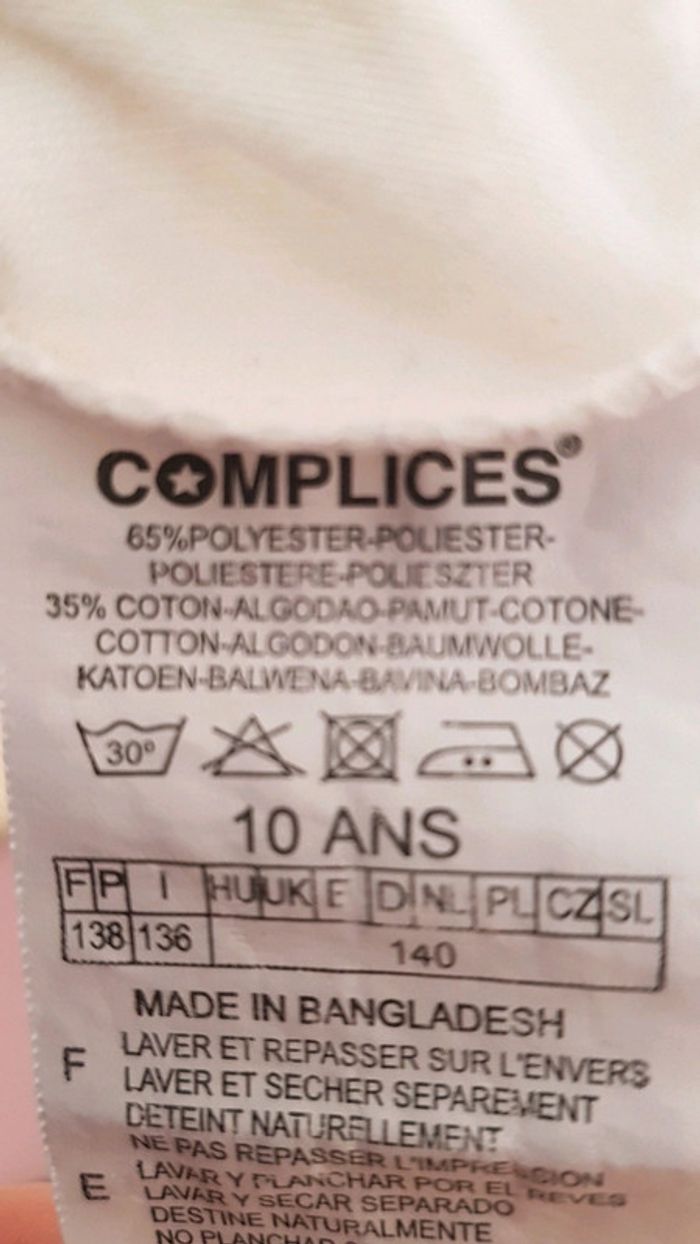 COMPLICES®
65%POLYESTER-POLIESTER-
POLIESTERE-POLIESZTER
35% COTON-ALGODAO-PAMUT-COTONE-
COTTON-ALGODON-BAUMWOLLE-
KATOEN-BALWENA-BAVINA-BOMBAZ
30°
10 ANS
F P I HU UK E D NL PL CZ SL
138 136 140
MADE IN BANGLADESH
F LAVER ET REPASSER SUR L'ENVERS
LAVER ET SECHER SEPAREMENT
DETEINT NATURELLEMENT
NE PAS REPASSER L'IMPRESSION
E LAVAR Y PLANCHAR POR EL REVES
LAVAR Y SECAR SEPARADO
DESTINE NATURALMENTE
NO PLANCHAR